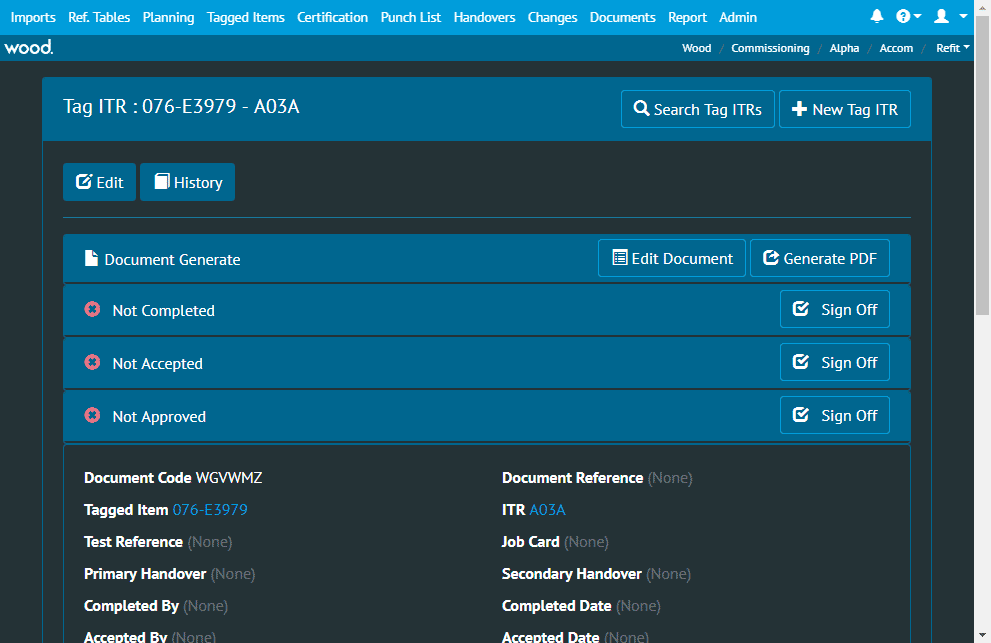 Imports Ref. Tables Planning Tagged Items Certification Punch List Handovers Changes Documents Report Admin
wood. Wood / Commissioning / Alpha / Accom / Refit
Tag ITR : 076-E3979 - A03A Search Tag ITRs New Tag ITR
Edit History
Document Generate Edit Document Generate PDF
Not Completed Sign Off
Not Accepted Sign Off
Not Approved Sign Off
Document Code WGVWMZ Document Reference (None)
Tagged Item 076-E3979 ITR A03A
Test Reference (None) Job Card (None)
Primary Handover (None) Secondary Handover (None)
Completed By (None) Completed Date (None)
Accepted By (None) Accepted Date (None)